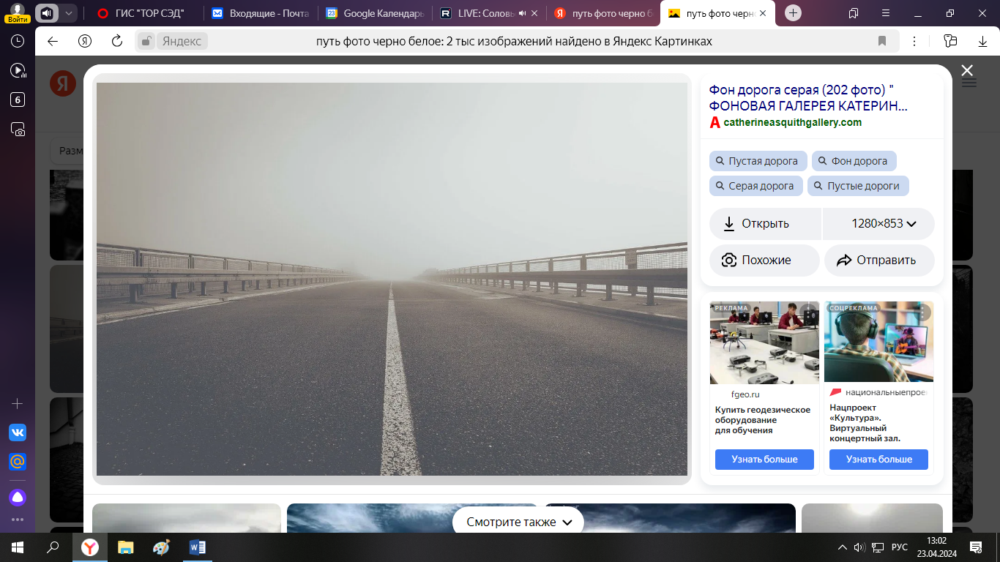 Войти
ГИС "ТОР СЭД"
Входящие - Почта
Google Календарь
LIVE: Соловь
путь фото черно б
путь фото черн
Я
Яндекс
путь фото черно белое: 2 тыс изображений найдено в Яндекс Картинках
6
Я
Разм
Фон дорога серая (202 фото) "
ФОНОВАЯ ГАЛЕРЕЯ КАТЕРИН...
catherineasquithgallery.com
Пустая дорога
Фон дорога
Серая дорога
Пустые дороги
Открыть
1280×853
Похожие
Отправить
РЕКЛАМА
СОЦРЕКЛАМА
fgeo.ru
Купить геодезическое
оборудование
для обучения
Узнать больше
национальныепрое
Нацпроект
«Культура».
Виртуальный
концертный зал.
Узнать больше
Смотрите также
РУС
13:02
23.04.2024